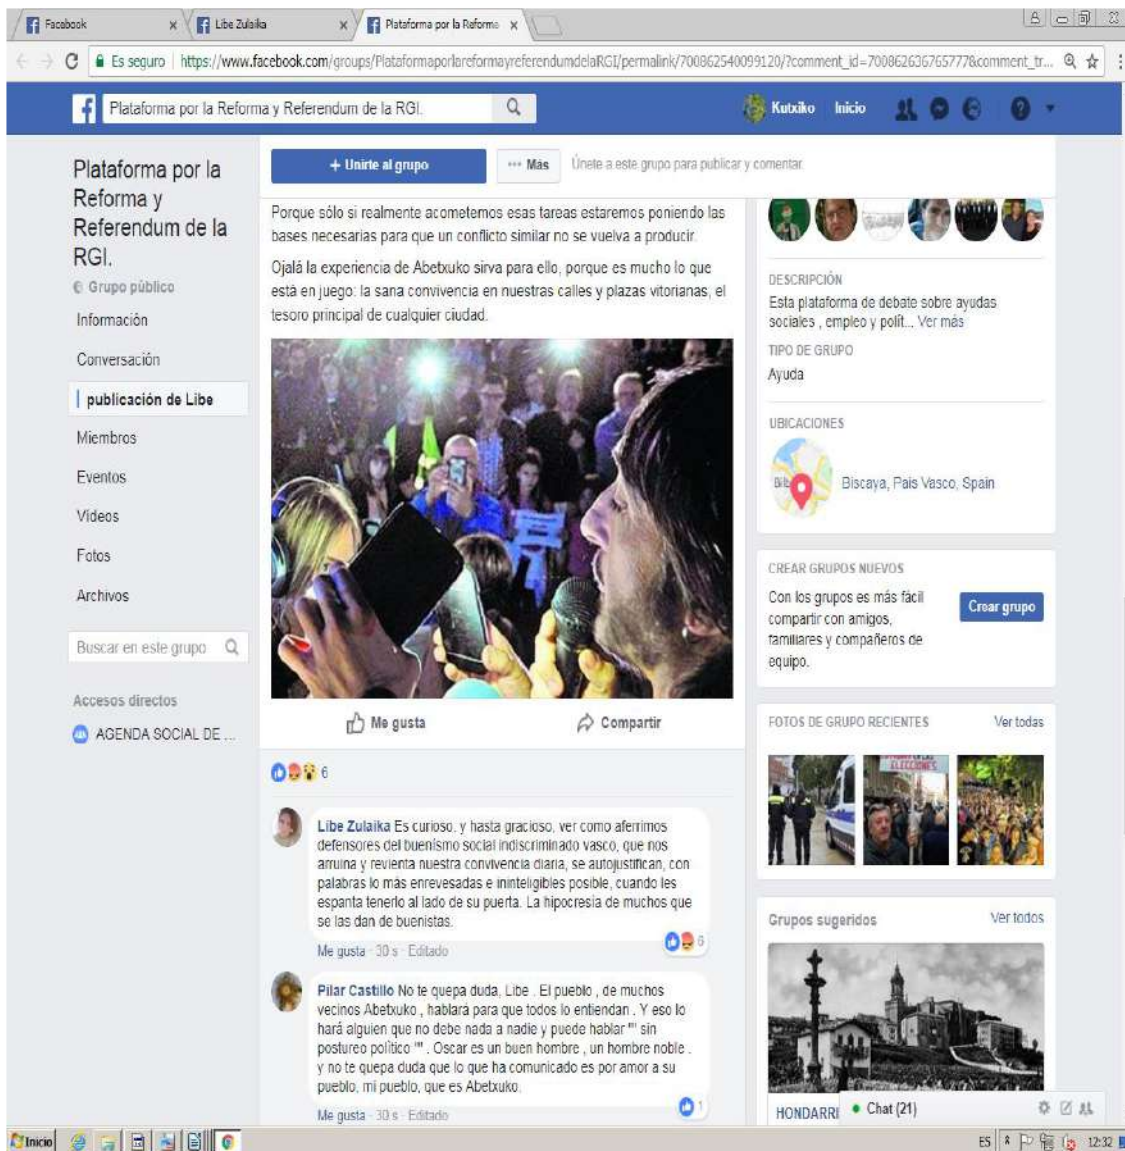 Facebook
Libe Zulaika
Plataforma por la Reforma
Es seguro
https://www.facebook.com/groups/PlataformaporlareformayreferendumdelaRGI/permalink/700862540099120/?comment_id=700862636765777&comment_tr...
Plataforma por la Reforma y Referendum de la RGI.
Kutxiko Inicio
Plataforma por la
Reforma y
Referendum de la
RGI.
Grupo público
Información
Conversación
publicación de Libe
Miembros
Eventos
Vídeos
Fotos
Archivos
Buscar en este grupo
Accesos directos
AGENDA SOCIAL DE ...
+ Unirte al grupo
Más
Únete a este grupo para publicar y comentar.
Porque sólo si realmente acometemos esas tareas estaremos poniendo las
bases necesarias para que un conflicto similar no se vuelva a producir.
Ojalá la experiencia de Abetxuko sirva para ello, porque es mucho lo que
está en juego: la sana convivencia en nuestras calles y plazas vitorianas, el
tesoro principal de cualquier ciudad.
Me gusta
Compartir
6
Libe Zulaika Es curioso, y hasta gracioso, ver como aferrimos
defensores del buenismo social indiscriminado vasco, que nos
arruina y revienta nuestra convivencia diaria, se autojustifican, con
palabras lo más enrevesadas e ininteligibles posible, cuando les
espanta tenerlo al lado de su puerta. La hipocresía de muchos que
se las dan de buenistas.
6
Me gusta · 30 s · Editado
Pilar Castillo No te quepa duda, Libe . El pueblo , de muchos
vecinos Abetxuko , hablará para que todos lo entiendan . Y eso lo
hará alguien que no debe nada a nadie y puede hablar "' sin
postureo político "' . Oscar es un buen hombre , un hombre noble .
y no te quepa duda que lo que ha comunicado es por amor a su
pueblo, mi pueblo, que es Abetxuko.
1
Me gusta · 30 s · Editado
DESCRIPCIÓN
Esta plataforma de debate sobre ayudas
sociales , empleo y polít... Ver más
TIPO DE GRUPO
Ayuda
UBICACIONES
Biscaya, País Vasco, Spain
CREAR GRUPOS NUEVOS
Con los grupos es más fácil
compartir con amigos,
familiares y compañeros de
equipo.
Crear grupo
FOTOS DE GRUPO RECIENTES
Ver todas
ELECCIONES
Grupos sugeridos
Ver todos
HONDARRI
Chat (21)
Inicio
ES
12:32